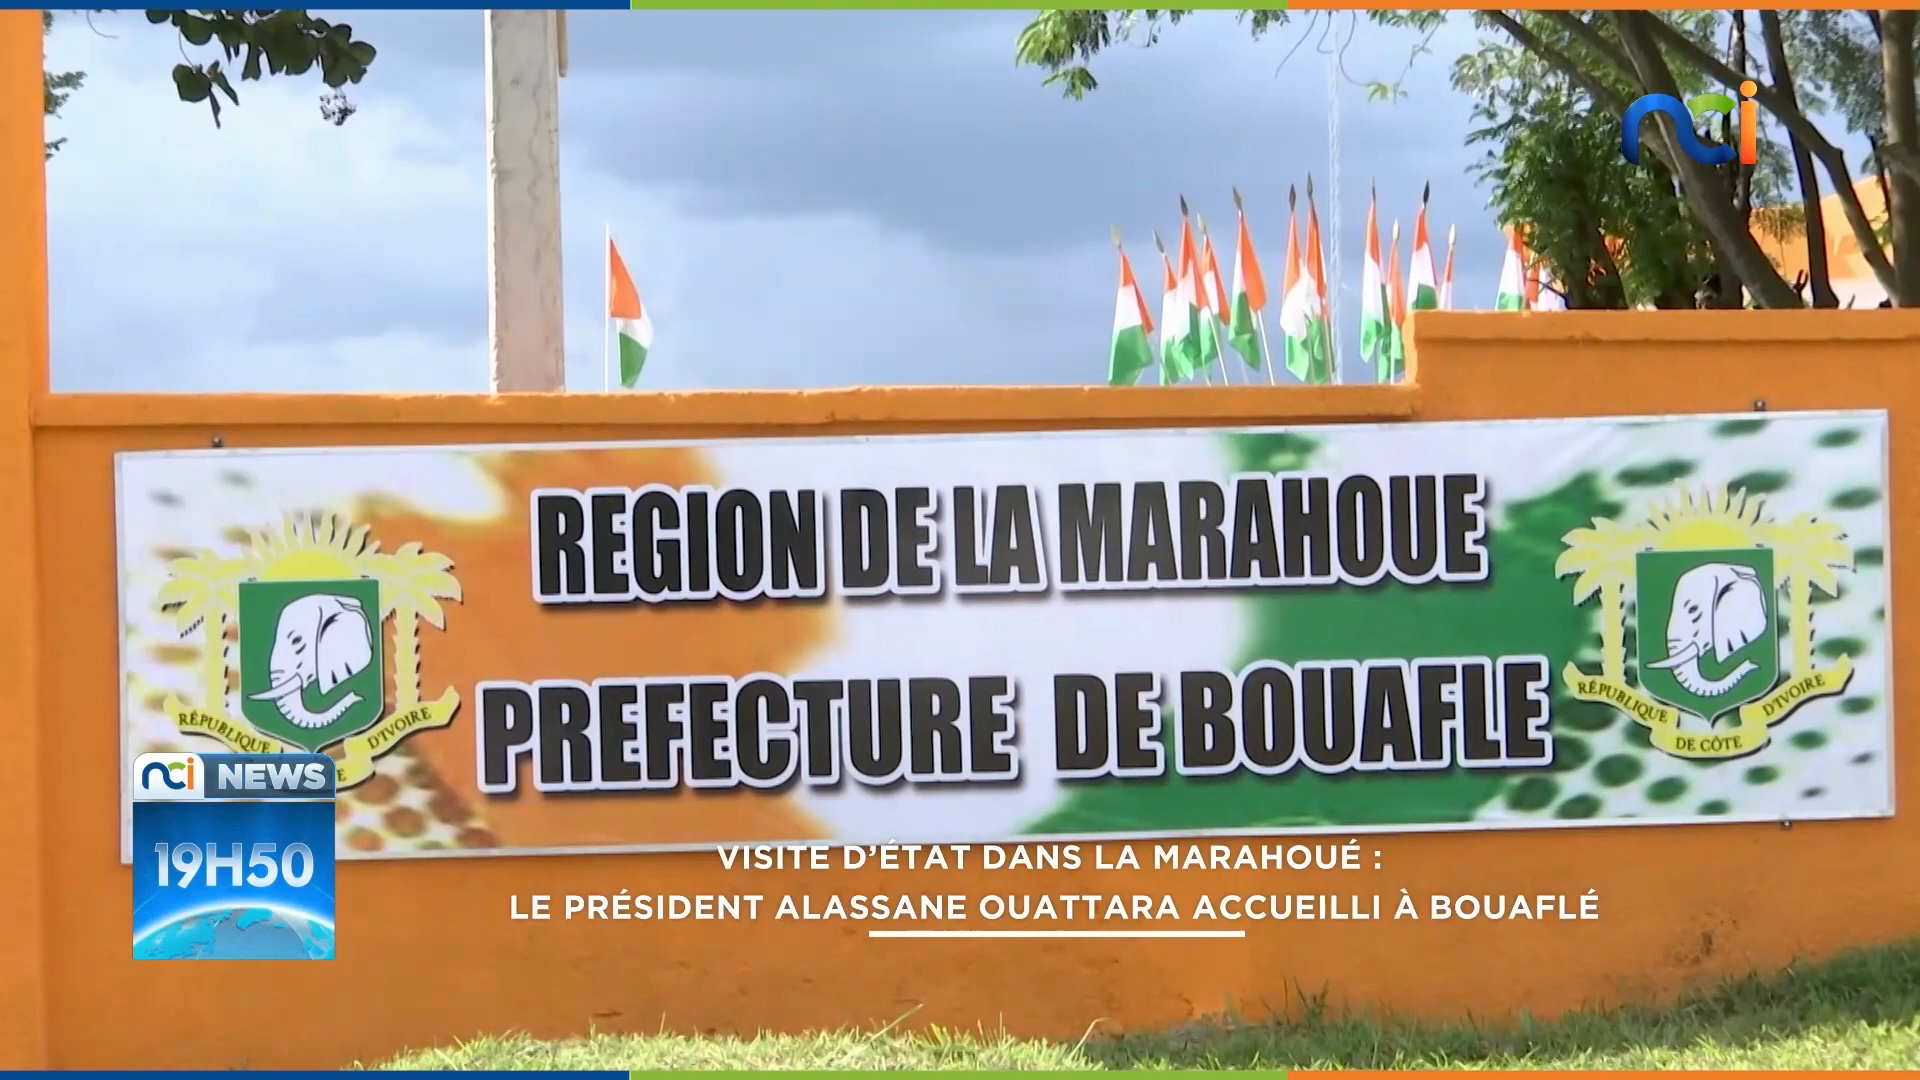 nci
REGION DE LA MARAHOUE
PREFECTURE DE BOUAFLE
RÉPUBLIQUE
D'IVOIRE
RÉPUBLIQUE
DE CÔTE
D'IVOIRE
nci NEWS
19H50
VISITE D'ÉTAT DANS LA MARAHOUÉ :
LE PRÉSIDENT ALASSANE OUATTARA ACCUEILLI À BOUAFLÉ